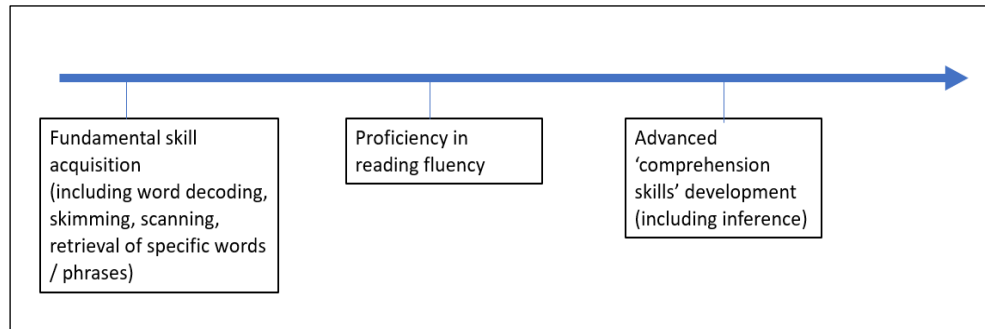 Fundamental skill
acquisition
(including word decoding,
skimming, scanning,
retrieval of specific words
/ phrases)
Proficiency in
reading fluency
Advanced
‘comprehension
skills’ development
(including inference)